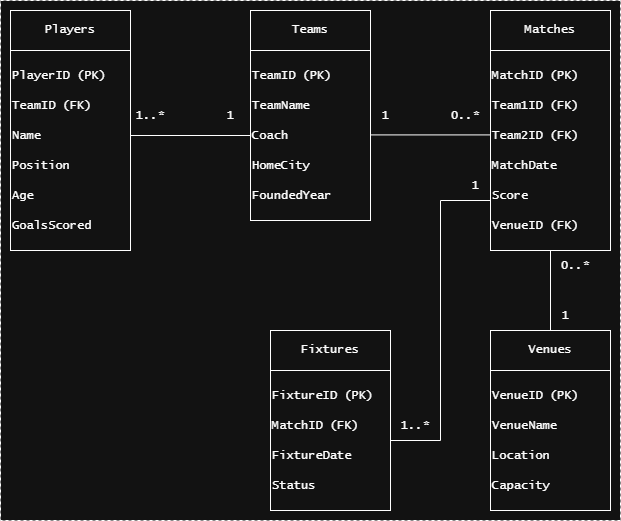 Players
PlayerID (PK)
TeamID (FK)
Name
Position
Age
GoalsScored
1..*
1
Teams
TeamID (PK)
TeamName
Coach
HomeCity
FoundedYear
1
0..*
Matches
MatchID (PK)
Team1ID (FK)
Team2ID (FK)
MatchDate
Score
VenueID (FK)
1
0..*
1
Fixtures
FixtureID (PK)
MatchID (FK)
FixtureDate
Status
1..*
Venues
VenueID (PK)
VenueName
Location
Capacity